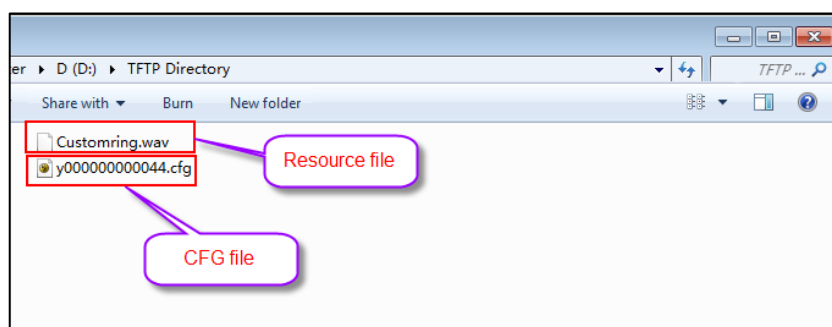 er ▸ D (D:) ▸ TFTP Directory
TFTP ...
Share with Burn New folder
Customring.wav
y000000000044.cfg
Resource file
CFG file